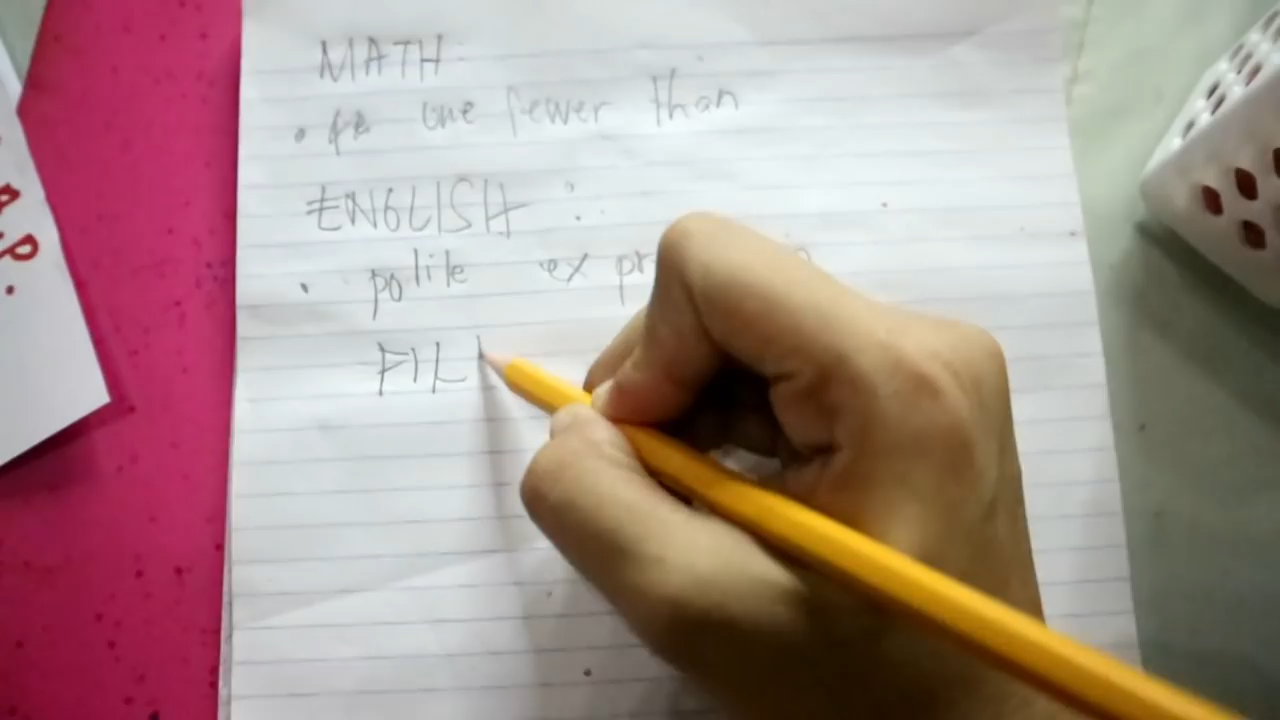 MATH
• one fewer than
ENGLISH :
• polite ex pr
FIL